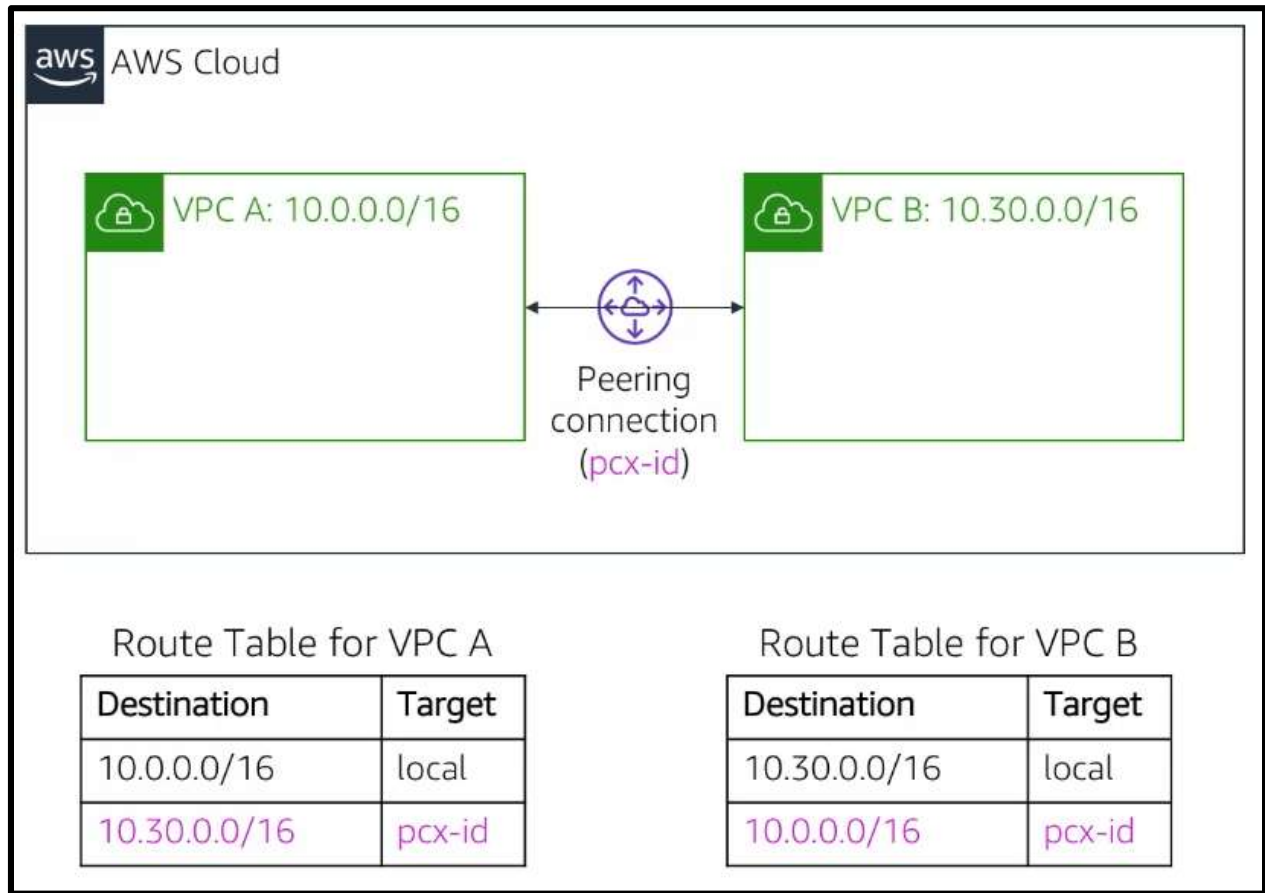 aws AWS Cloud
VPC A: 10.0.0.0/16
VPC B: 10.30.0.0/16
Peering
connection
(pcx-id)
Route Table for VPC A
Destination Target
10.0.0.0/16 local
10.30.0.0/16 pcx-id
Route Table for VPC B
Destination Target
10.30.0.0/16 local
10.0.0.0/16 pcx-id